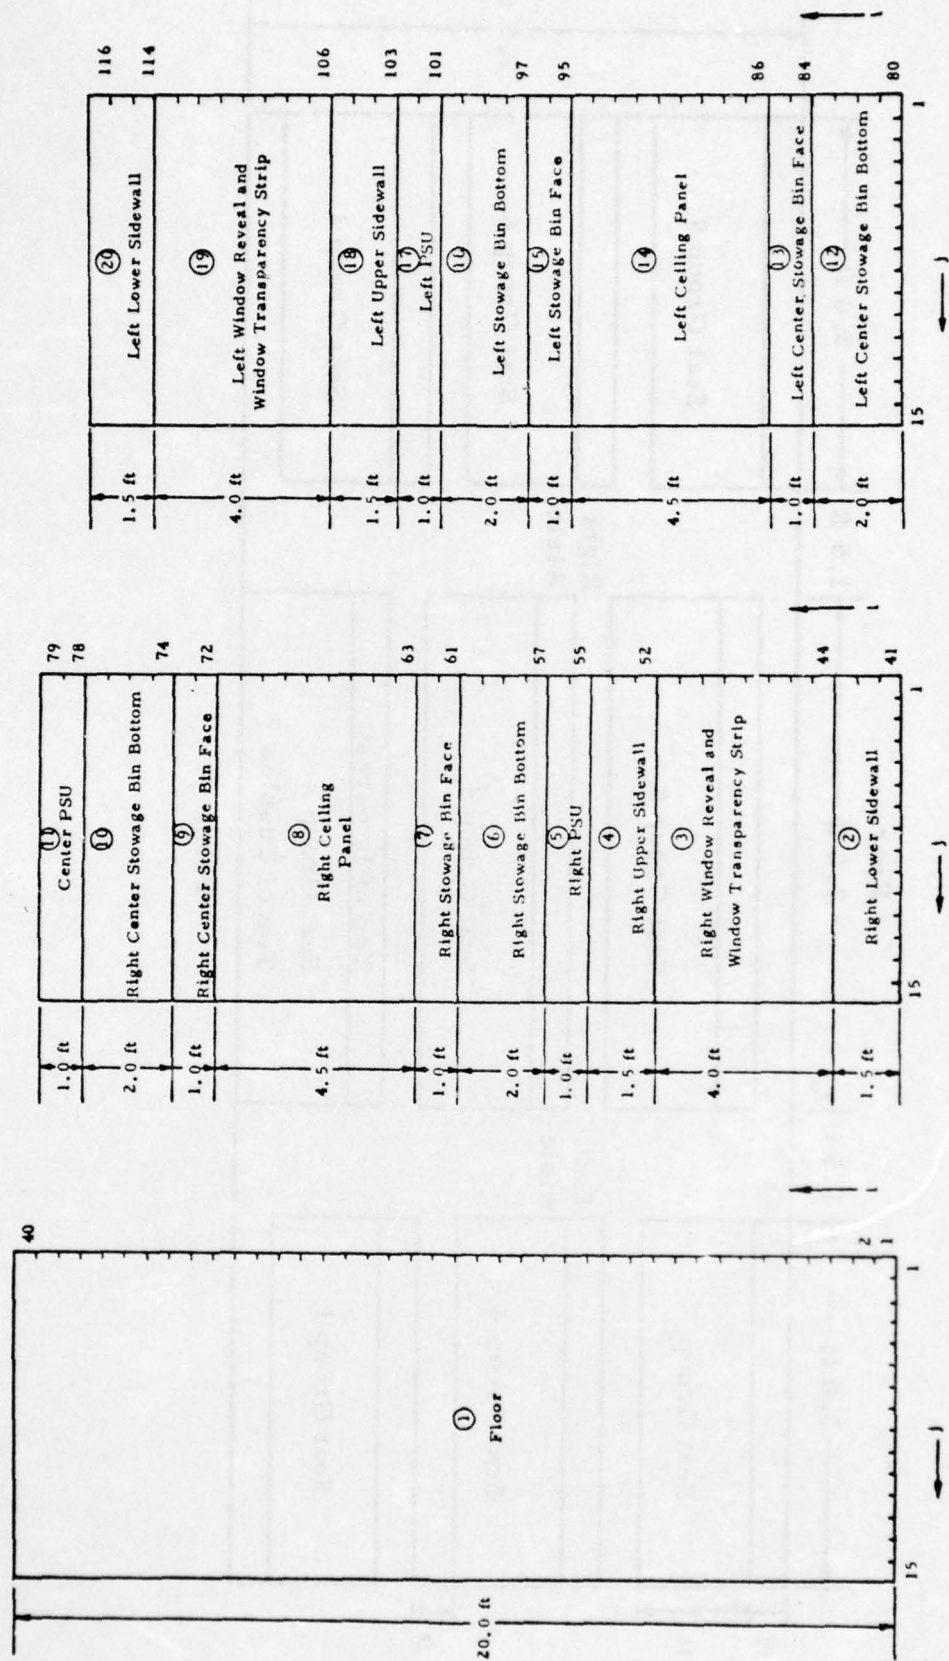 116
114
106
103
101
97
95
86
84
80
1
15
j
i
20
Left Lower Sidewall
19
Left Window Reveal and
Window Transparency Strip
18
Left Upper Sidewall
17
Left PSU
16
Left Stowage Bin Bottom
15
Left Stowage Bin Face
14
Left Ceiling Panel
13
Left Center Stowage Bin Face
12
Left Center Stowage Bin Bottom
1.5 ft
4.0 ft
1.5 ft
1.0 ft
2.0 ft
1.0 ft
4.5 ft
1.0 ft
2.0 ft
79
78
74
72
63
61
57
55
52
44
41
1
15
j
i
11
Center PSU
10
Right Center Stowage Bin Bottom
9
Right Center Stowage Bin Face
8
Right Ceiling
Panel
7
Right Stowage Bin Face
6
Right Stowage Bin Bottom
5
Right PSU
4
Right Upper Sidewall
3
Right Window Reveal and
Window Transparency Strip
2
Right Lower Sidewall
1.0 ft
2.0 ft
1.0 ft
4.5 ft
1.0 ft
2.0 ft
1.0 ft
1.5 ft
4.0 ft
1.5 ft
40
2
1
1
15
j
i
1
Floor
20.0 ft